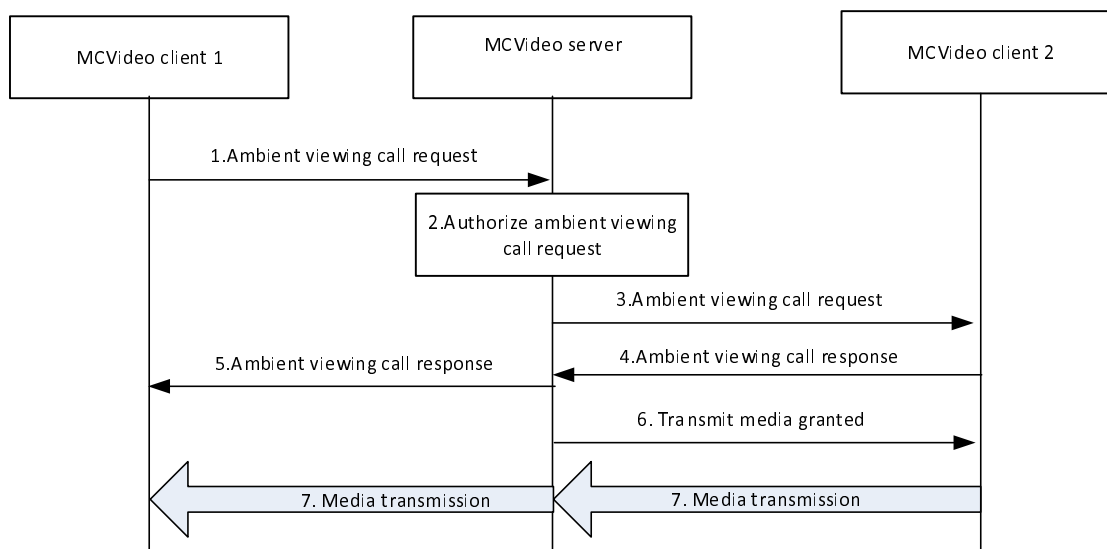 MCVideo client 1
MCVideo server
MCVideo client 2
1.Ambient viewing call request
2.Authorize ambient viewing
call request
3.Ambient viewing call request
4.Ambient viewing call response
5.Ambient viewing call response
6. Transmit media granted
7. Media transmission
7. Media transmission